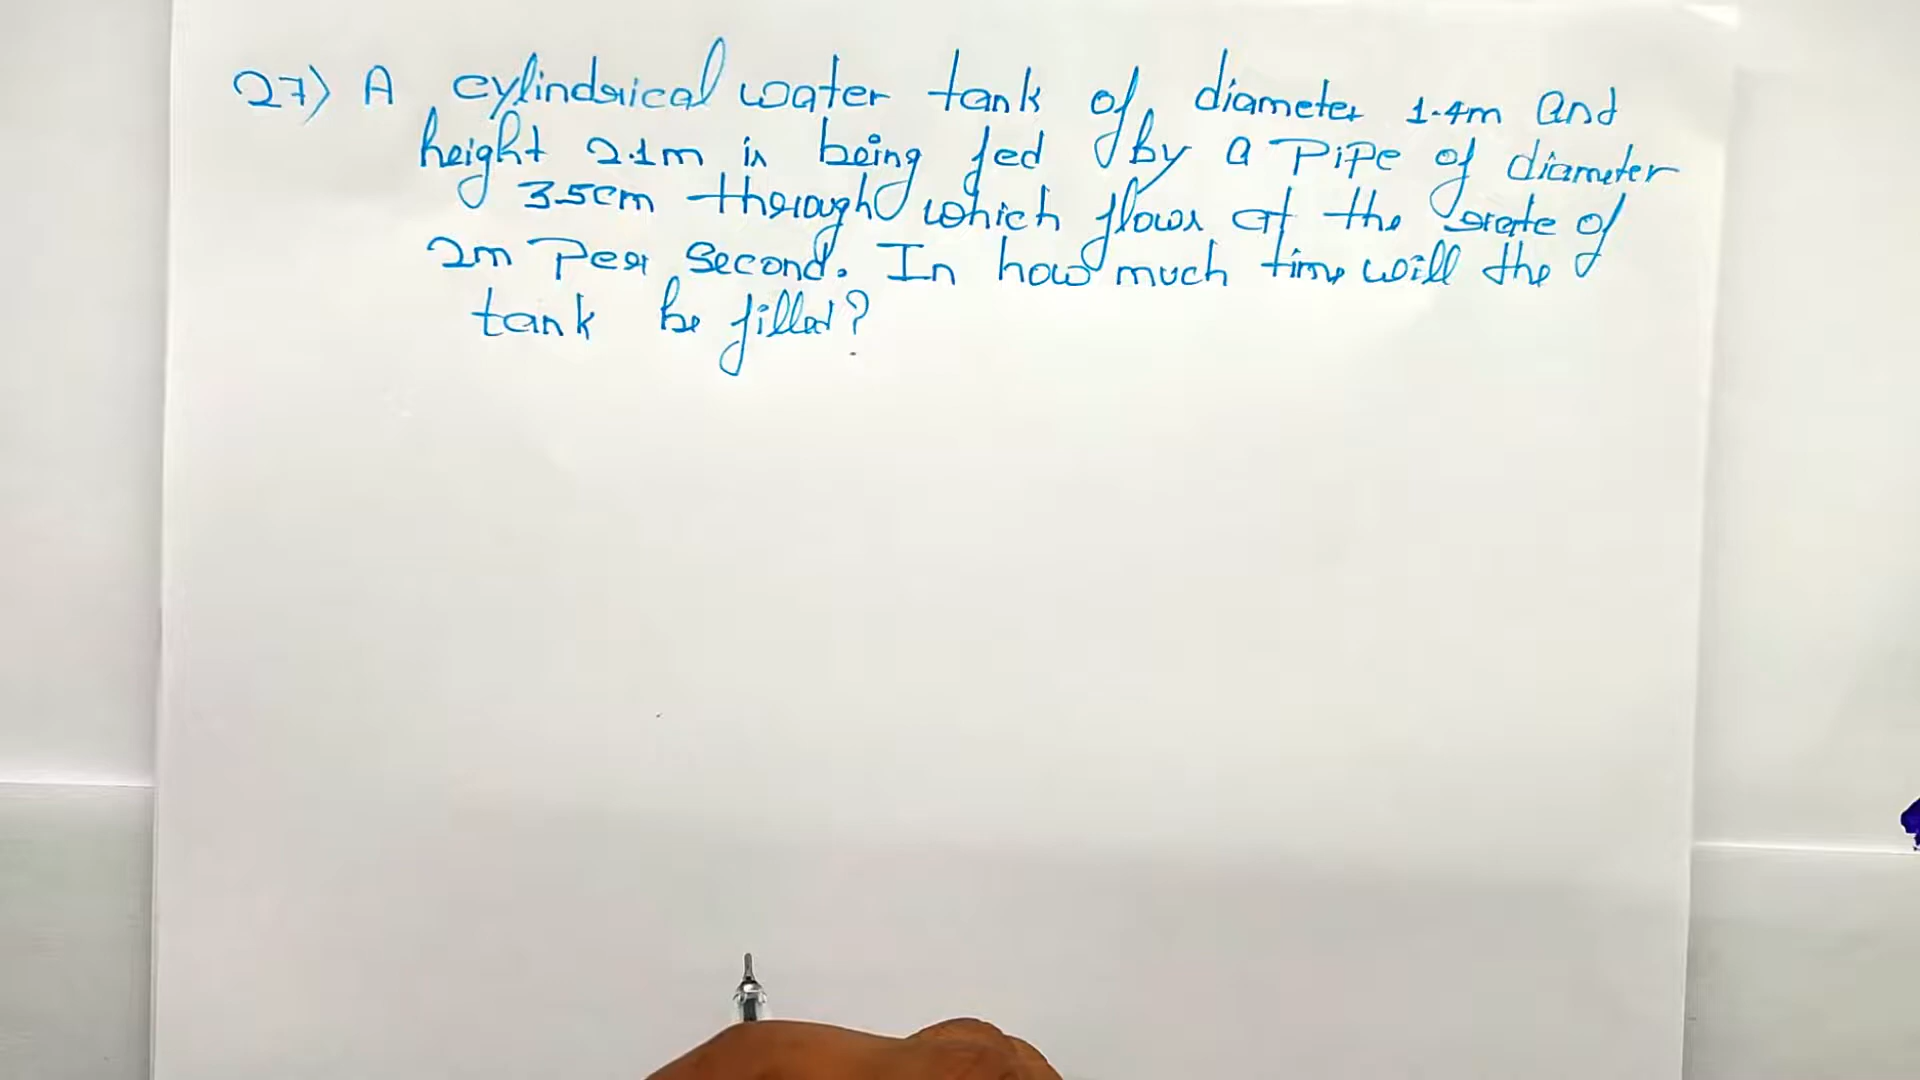 27) A cylindrical water tank of diameter 1.4m and
height 2.1m is being fed by a Pipe of diameter
3.5cm through which flows at the rate of
2m Per second. In how much time will the
tank be filled?